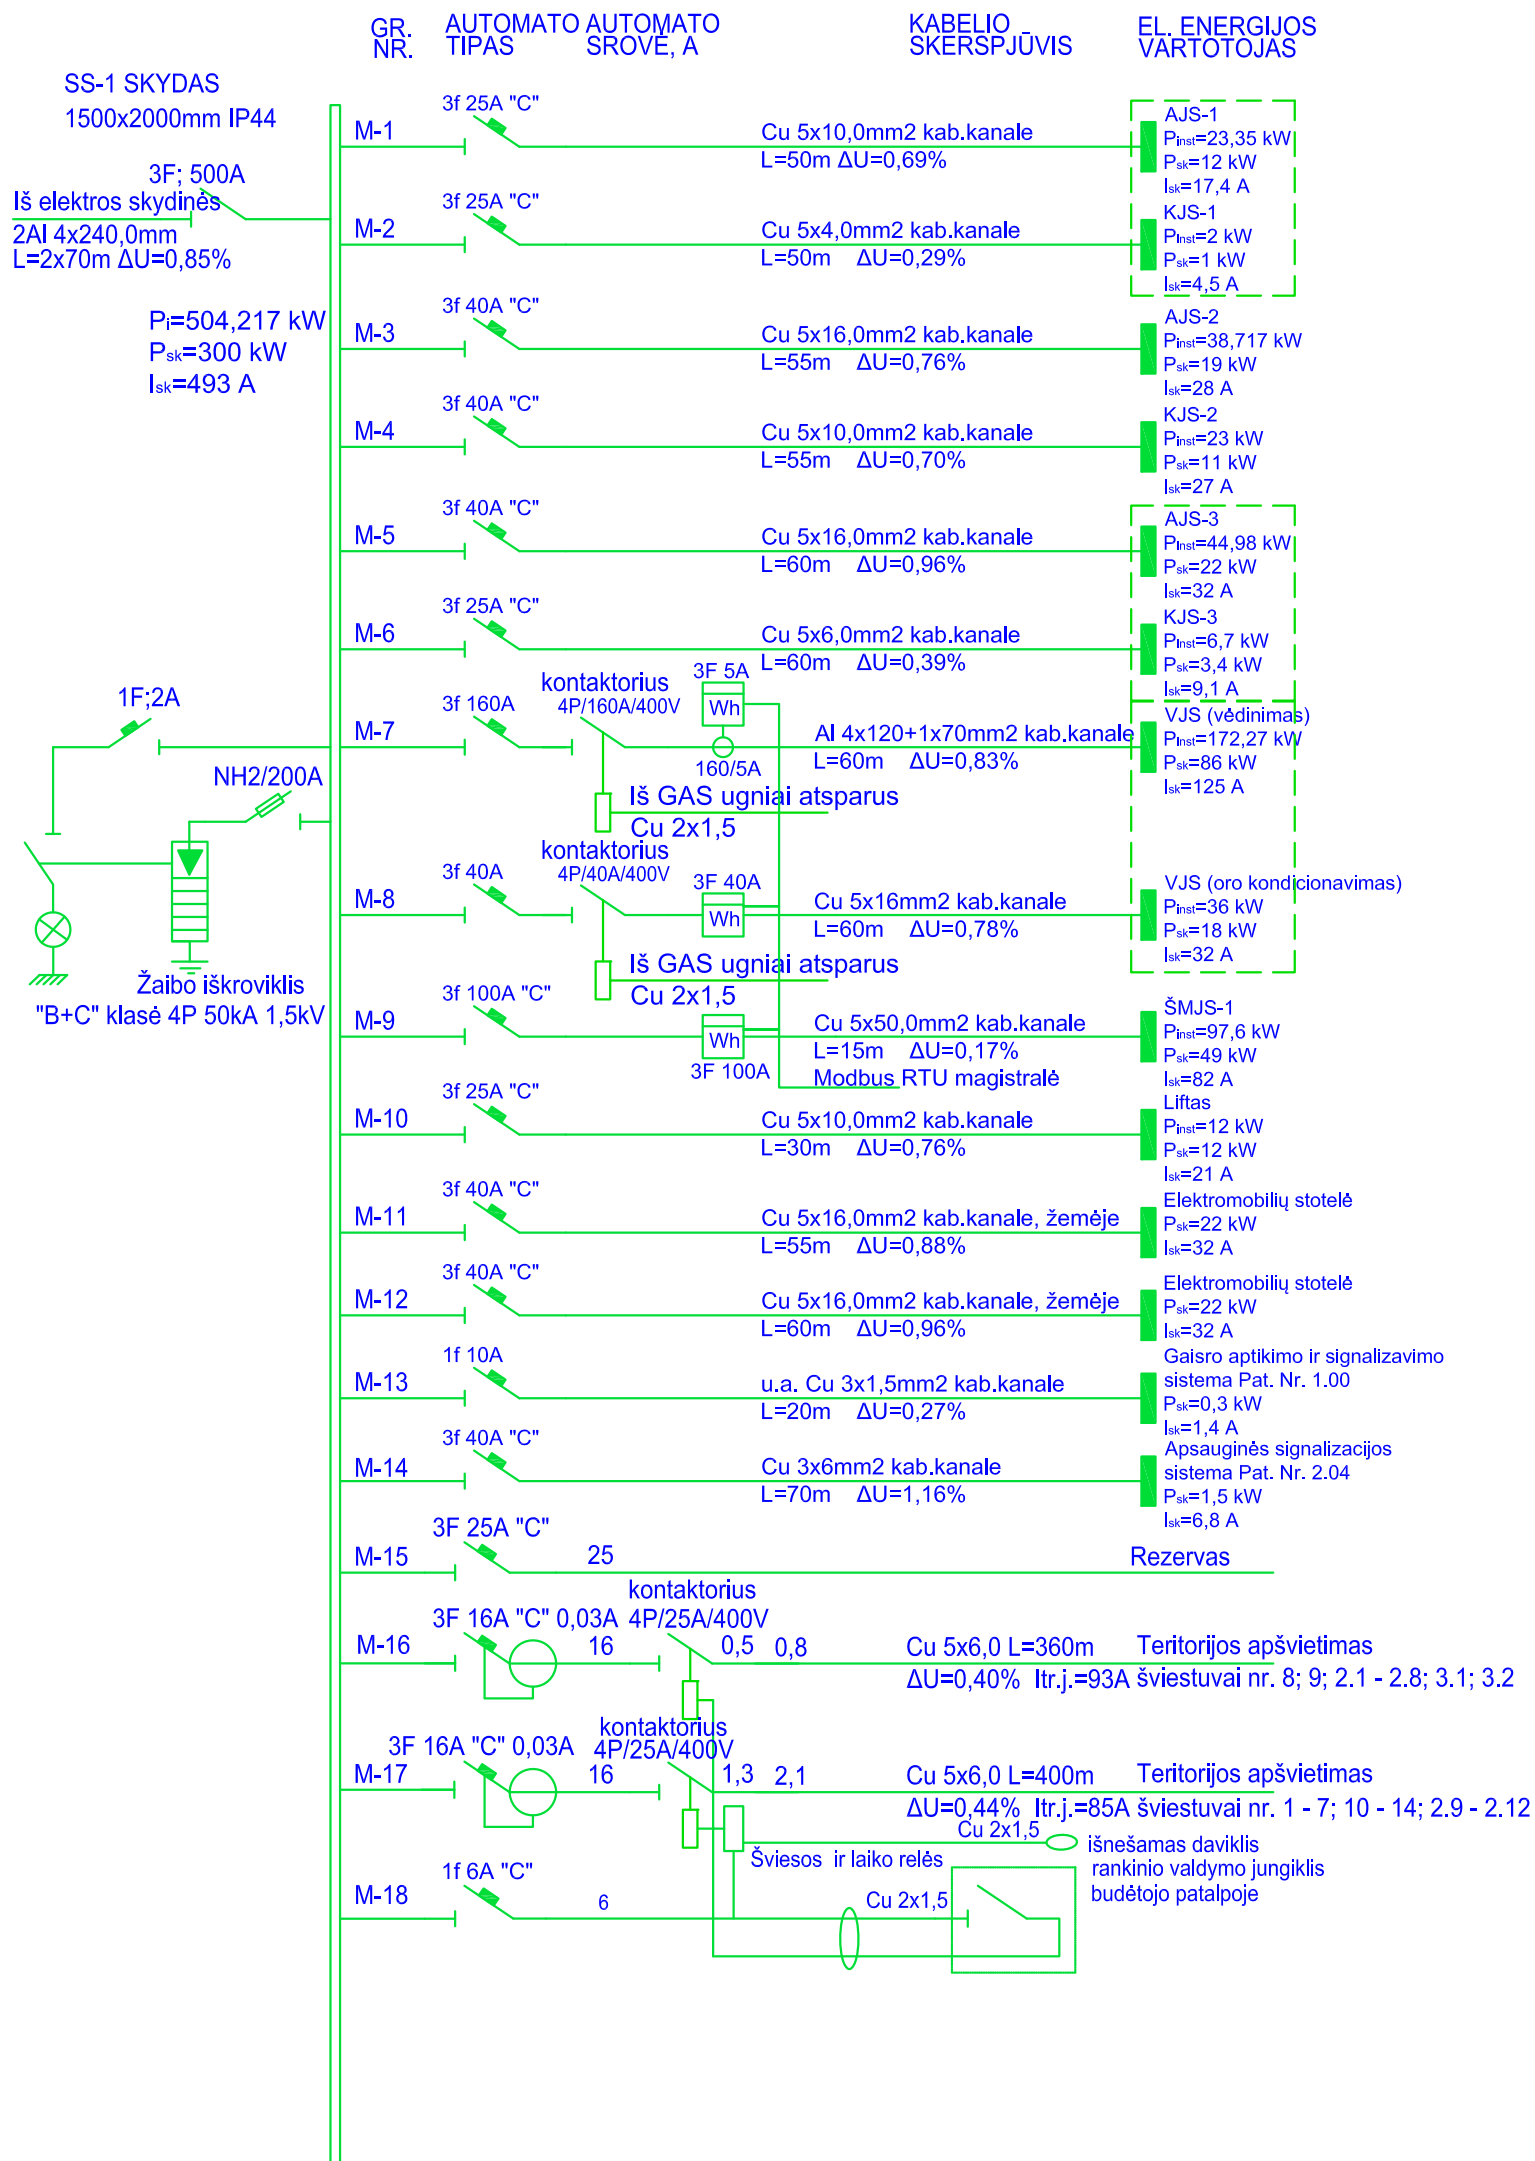 GR.
NR.
AUTOMATO
TIPAS
AUTOMATO
SROVĖ, A
KABELIO
SKERSPJŪVIS
EL. ENERGIJOS
VARTOTOJAS
SS-1 SKYDAS
1500x2000mm IP44
3F; 500A
Iš elektros skydinės
2Al 4x240,0mm
L=2x70m ΔU=0,85%
Pi=504,217 kW
Psk=300 kW
Isk=493 A
1F;2A
NH2/200A
Žaibo iškroviklis
"B+C" klasė 4P 50kA 1,5kV
M-1
3f 25A "C"
Cu 5x10,0mm2 kab.kanale
L=50m ΔU=0,69%
AJS-1
Pinst=23,35 kW
Psk=12 kW
Isk=17,4 A
M-2
3f 25A "C"
Cu 5x4,0mm2 kab.kanale
L=50m ΔU=0,29%
KJS-1
Pinst=2 kW
Psk=1 kW
Isk=4,5 A
M-3
3f 40A "C"
Cu 5x16,0mm2 kab.kanale
L=55m ΔU=0,76%
AJS-2
Pinst=38,717 kW
Psk=19 kW
Isk=28 A
M-4
3f 40A "C"
Cu 5x10,0mm2 kab.kanale
L=55m ΔU=0,70%
KJS-2
Pinst=23 kW
Psk=11 kW
Isk=27 A
M-5
3f 40A "C"
Cu 5x16,0mm2 kab.kanale
L=60m ΔU=0,96%
AJS-3
Pinst=44,98 kW
Psk=22 kW
Isk=32 A
M-6
3f 25A "C"
Cu 5x6,0mm2 kab.kanale
L=60m ΔU=0,39%
KJS-3
Pinst=6,7 kW
Psk=3,4 kW
Isk=9,1 A
M-7
3f 160A
kontaktorius
4P/160A/400V
3F 5A
Wh
160/5A
Al 4x120+1x70mm2 kab.kanale
L=60m ΔU=0,83%
VJS (vėdinimas)
Pinst=172,27 kW
Psk=86 kW
Isk=125 A
Iš GAS ugniai atsparus
Cu 2x1,5
M-8
3f 40A
kontaktorius
4P/40A/400V
3F 40A
Wh
Cu 5x16mm2 kab.kanale
L=60m ΔU=0,78%
VJS (oro kondicionavimas)
Pinst=36 kW
Psk=18 kW
Isk=32 A
Iš GAS ugniai atsparus
Cu 2x1,5
M-9
3f 100A "C"
Wh
3F 100A
Cu 5x50,0mm2 kab.kanale
L=15m ΔU=0,17%
Modbus RTU magistralė
ŠMJS-1
Pinst=97,6 kW
Psk=49 kW
Isk=82 A
M-10
3f 25A "C"
Cu 5x10,0mm2 kab.kanale
L=30m ΔU=0,76%
Liftas
Pinst=12 kW
Psk=12 kW
Isk=21 A
M-11
3f 40A "C"
Cu 5x16,0mm2 kab.kanale, žemėje
L=55m ΔU=0,88%
Elektromobilių stotelė
Psk=22 kW
Isk=32 A
M-12
3f 40A "C"
Cu 5x16,0mm2 kab.kanale, žemėje
L=60m ΔU=0,96%
Elektromobilių stotelė
Psk=22 kW
Isk=32 A
M-13
1f 10A
u.a. Cu 3x1,5mm2 kab.kanale
L=20m ΔU=0,27%
Gaisro aptikimo ir signalizavimo
sistema Pat. Nr. 1.00
Psk=0,3 kW
Isk=1,4 A
M-14
3f 40A "C"
Cu 3x6mm2 kab.kanale
L=70m ΔU=1,16%
Apsauginės signalizacijos
sistema Pat. Nr. 2.04
Psk=1,5 kW
Isk=6,8 A
M-15
3F 25A "C"
25
Rezervas
M-16
3F 16A "C" 0,03A
16
kontaktorius
4P/25A/400V
0,5 0,8
Cu 5x6,0 L=360m
ΔU=0,40% Itr.j.=93A
Teritorijos apšvietimas
šviestuvai nr. 8; 9; 2.1 - 2.8; 3.1; 3.2
M-17
3F 16A "C" 0,03A
16
kontaktorius
4P/25A/400V
1,3 2,1
Cu 5x6,0 L=400m
ΔU=0,44% Itr.j.=85A
Teritorijos apšvietimas
šviestuvai nr. 1 - 7; 10 - 14; 2.9 - 2.12
Cu 2x1,5
išnešamas daviklis
Šviesos ir laiko relės
rankinio valdymo jungiklis
budėtojo patalpoje
M-18
1f 6A "C"
6
Cu 2x1,5